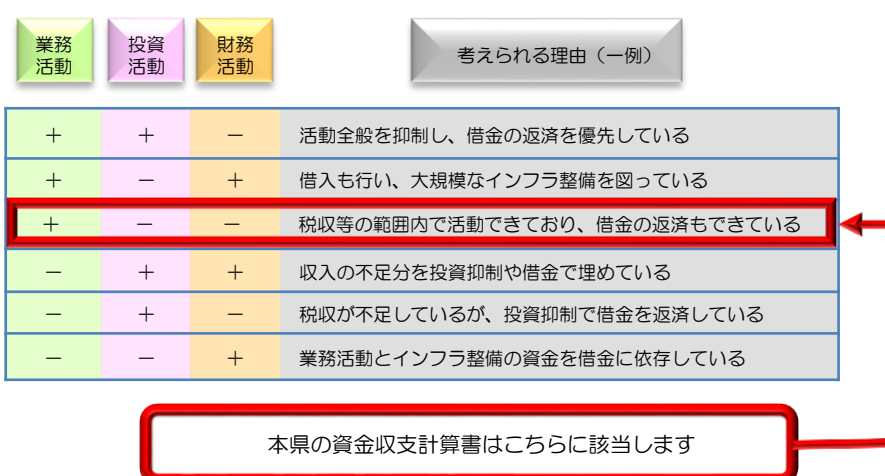 業務
活動
投資
活動
財務
活動
考えられる理由（一例）
＋ ＋ － 活動全般を抑制し、借金の返済を優先している
＋ － ＋ 借入も行い、大規模なインフラ整備を図っている
＋ － － 税収等の範囲内で活動できており、借金の返済もできている
－ ＋ ＋ 収入の不足分を投資抑制や借金で埋めている
－ ＋ － 税収が不足しているが、投資抑制で借金を返済している
－ － ＋ 業務活動とインフラ整備の資金を借金に依存している
本県の資金収支計算書はこちらに該当します